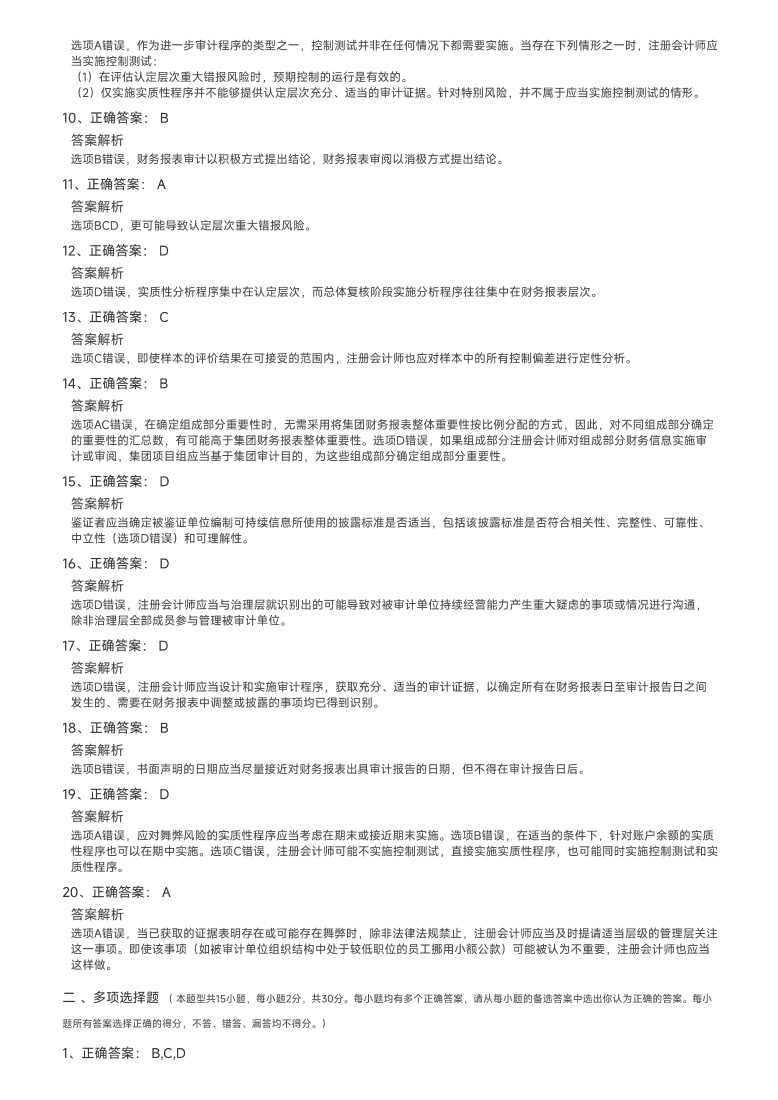 选项A错误，作为进一步审计程序的类型之一，控制测试并非在任何情况下都需要实施。当存在下列情形之一时，注册会计师应
当实施控制测试：
（1）在评估认定层次重大错报风险时，预期控制的运行是有效的。
（2）仅实施实质性程序并不能够提供认定层次充分、适当的审计证据。针对特别风险，并不属于应当实施控制测试的情形。
10、正确答案： B
答案解析
选项B错误，财务报表审计以积极方式提出结论，财务报表审阅以消极方式提出结论。
11、正确答案： A
答案解析
选项BCD，更可能导致认定层次重大错报风险。
12、正确答案： D
答案解析
选项D错误，实质性分析程序集中在认定层次，而总体复核阶段实施分析程序往往集中在财务报表层次。
13、正确答案： C
答案解析
选项C错误，即使样本的评价结果在可接受的范围内，注册会计师也应对样本中的所有控制偏差进行定性分析。
14、正确答案： B
答案解析
选项AC错误，在确定组成部分重要性时，无需采用将集团财务报表整体重要性按比例分配的方式，因此，对不同组成部分确定
的重要性的汇总数，有可能高于集团财务报表整体重要性。选项D错误，如果组成部分注册会计师对组成部分财务信息实施审
计或审阅，集团项目组应当基于集团审计目的，为这些组成部分确定组成部分重要性。
15、正确答案： D
答案解析
鉴证者应当确定被鉴证单位编制可持续信息所使用的披露标准是否适当，包括该披露标准是否符合相关性、完整性、可靠性、
中立性（选项D错误）和可理解性。
16、正确答案： D
答案解析
选项D错误，注册会计师应当与治理层就识别出的可能导致对被审计单位持续经营能力产生重大疑虑的事项或情况进行沟通，
除非治理层全部成员参与管理被审计单位。
17、正确答案： D
答案解析
选项D错误，注册会计师应当设计和实施审计程序，获取充分、适当的审计证据，以确定所有在财务报表日至审计报告日之间
发生的、需要在财务报表中调整或披露的事项均已得到识别。
18、正确答案： B
答案解析
选项B错误，书面声明的日期应当尽量接近对财务报表出具审计报告的日期，但不得在审计报告日后。
19、正确答案： D
答案解析
选项A错误，应对舞弊风险的实质性程序应当考虑在期末或接近期末实施。选项B错误，在适当的条件下，针对账户余额的实质
性程序也可以在期中实施。选项C错误，注册会计师可能不实施控制测试，直接实施实质性程序，也可能同时实施控制测试和实
质性程序。
20、正确答案： A
答案解析
选项A错误，当已获取的证据表明存在或可能存在舞弊时，除非法律法规禁止，注册会计师应当及时提请适当层级的管理层关注
这一事项。即使该事项（如被审计单位组织结构中处于较低职位的员工挪用小额公款）可能被认为不重要，注册会计师也应当
这样做。
二 、多项选择题 （ 本题型共15小题，每小题2分，共30分。每小题均有多个正确答案，请从每小题的备选答案中选出你认为正确的答案。每小
题所有答案选择正确的得分，不答、错答、漏答均不得分。）
1、正确答案： B,C,D